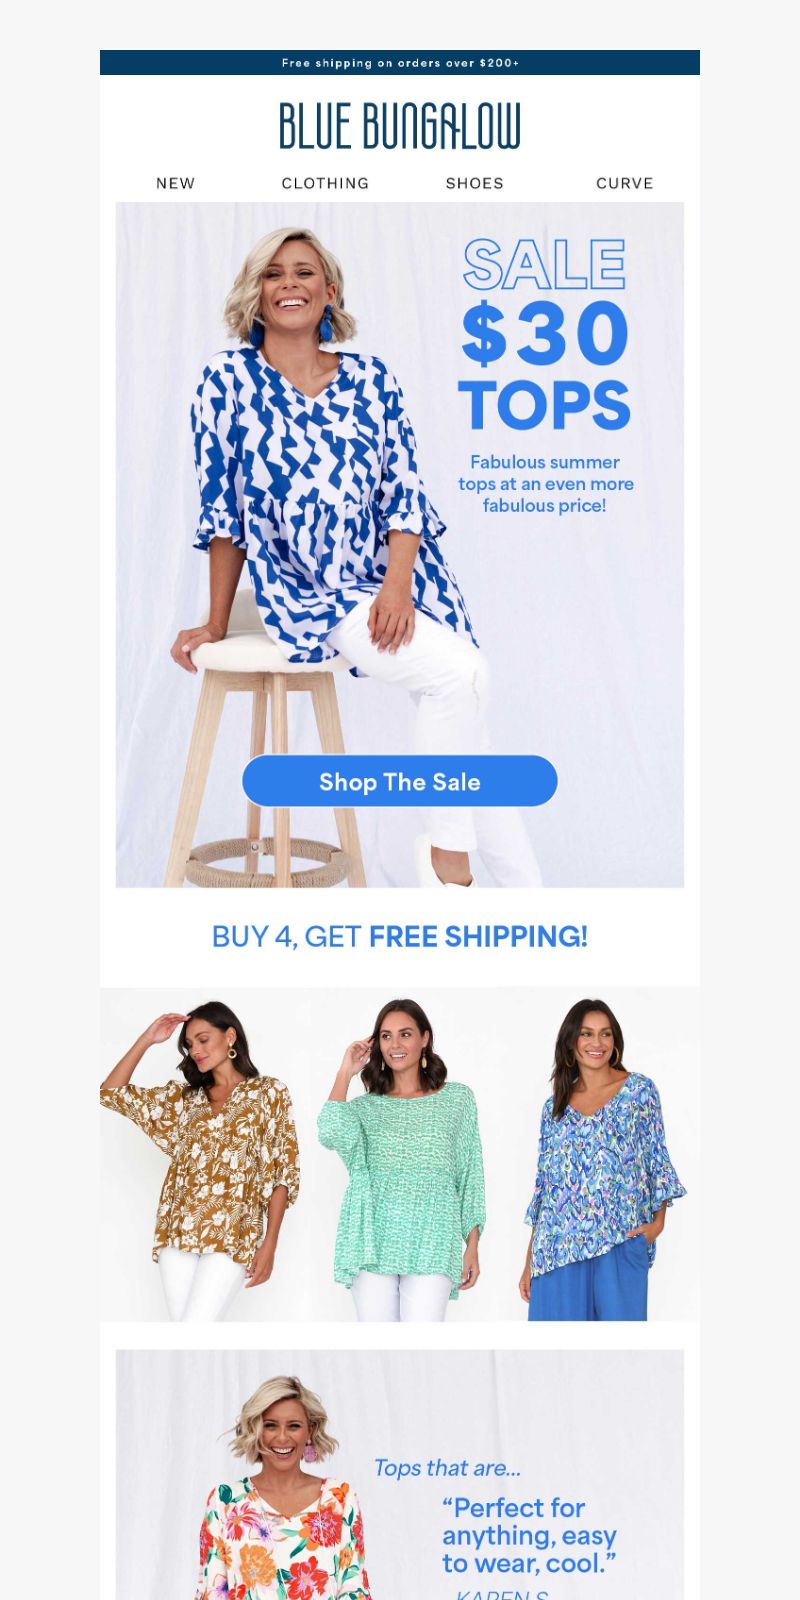 Free shipping on orders over $200+
BLUE BUNGALOW
NEW CLOTHING SHOES CURVE
SALE
$30
TOPS
Fabulous summer
tops at an even more
fabulous price!
Shop The Sale
BUY 4, GET FREE SHIPPING!
Tops that are...
“Perfect for
anything, easy
to wear, cool.”
KAREN S